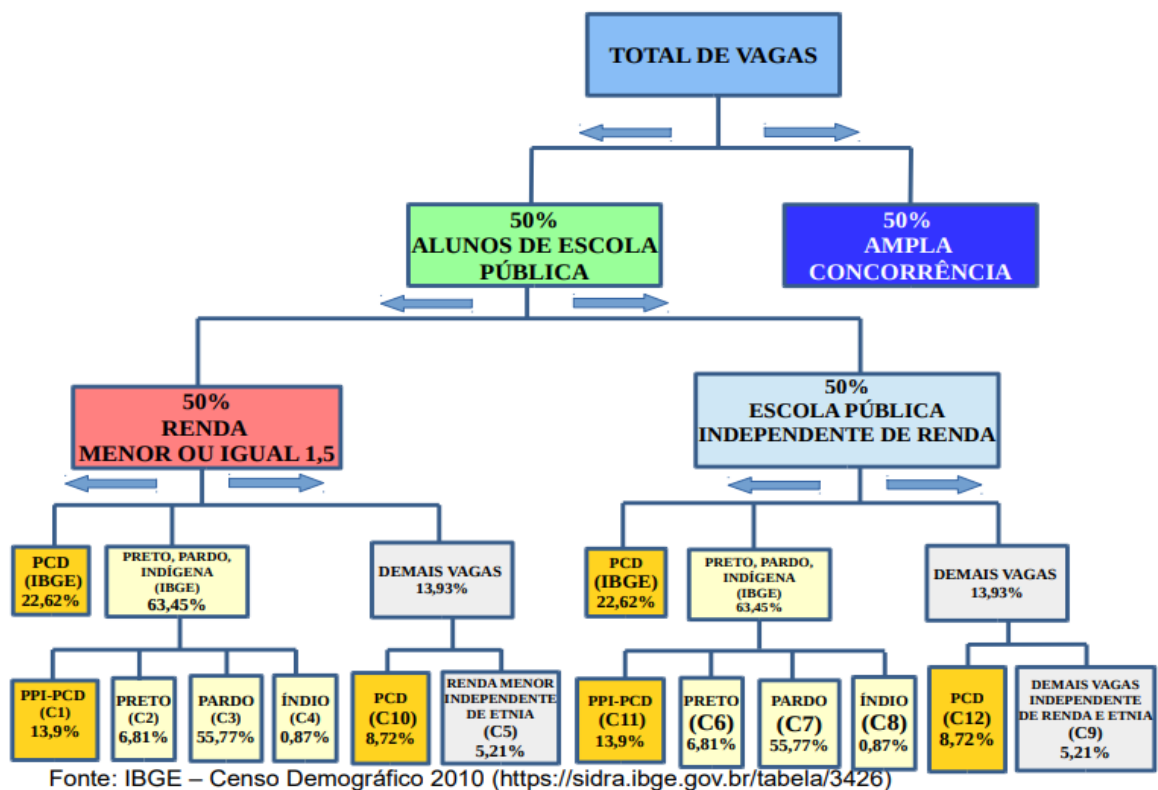 TOTAL DE VAGAS
50%
ALUNOS DE ESCOLA
PÚBLICA
50%
AMPLA
CONCORRÊNCIA
50%
RENDA
MENOR OU IGUAL 1,5
50%
ESCOLA PÚBLICA
INDEPENDENTE DE RENDA
PCD
(IBGE)
22,62%
PRETO, PARDO,
INDÍGENA
(IBGE)
63,45%
DEMAIS VAGAS
13,93%
PCD
(IBGE)
22,62%
PRETO, PARDO,
INDÍGENA
(IBGE)
63,45%
DEMAIS VAGAS
13,93%
PPI-PCD
(C1)
13,9%
PRETO
(C2)
6,81%
PARDO
(C3)
55,77%
ÍNDIO
(C4)
0,87%
PCD
(C10)
8,72%
RENDA MENOR
INDEPENDENTE
DE ETNIA
(C5)
5,21%
PPI-PCD
(C11)
13,9%
PRETO
(C6)
6,81%
PARDO
(C7)
55,77%
ÍNDIO
(C8)
0,87%
PCD
(C12)
8,72%
DEMAIS VAGAS
INDEPENDENTE
DE RENDA E ETNIA
(C9)
5,21%
Fonte: IBGE – Censo Demográfico 2010 (https://sidra.ibge.gov.br/tabela/3426)